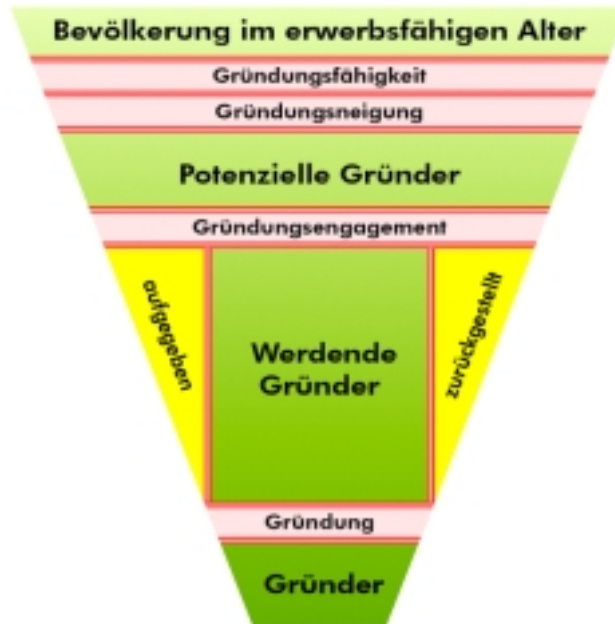 Bevölkerung im erwerbsfähigen Alter
Gründungsfähigkeit
Gründungsneigung
Potenzielle Gründer
Gründungsengagement
aufgegeben
Werdende
Gründer
zurückgestellt
Gründung
Gründer